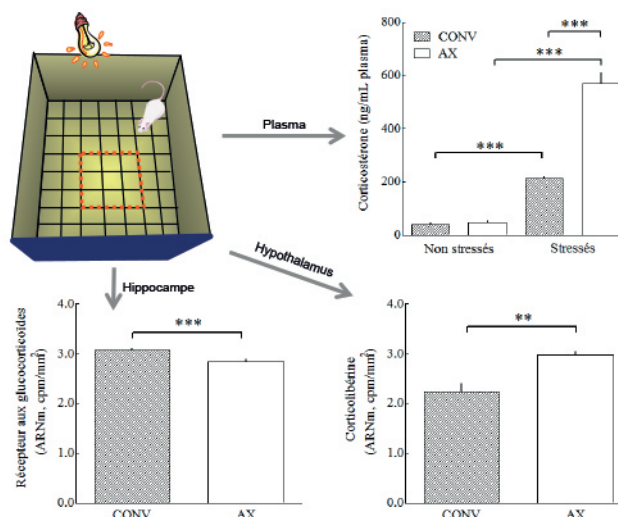 ***
CONV
AX
***
***
Corticostérone (ng/mL plasma)
800
600
400
200
0
Non stressés
Stressés
Plasma
Hippocampe
Hypothalamus
Récepteur aux glucocorticoides
(ARNm, cpm/mm²)
4.0
3.0
2.0
1.0
0.0
***
CONV
AX
Corticolibérine
(ARNm, cpm/mm²)
4.0
3.0
2.0
1.0
0.0
**
CONV
AX